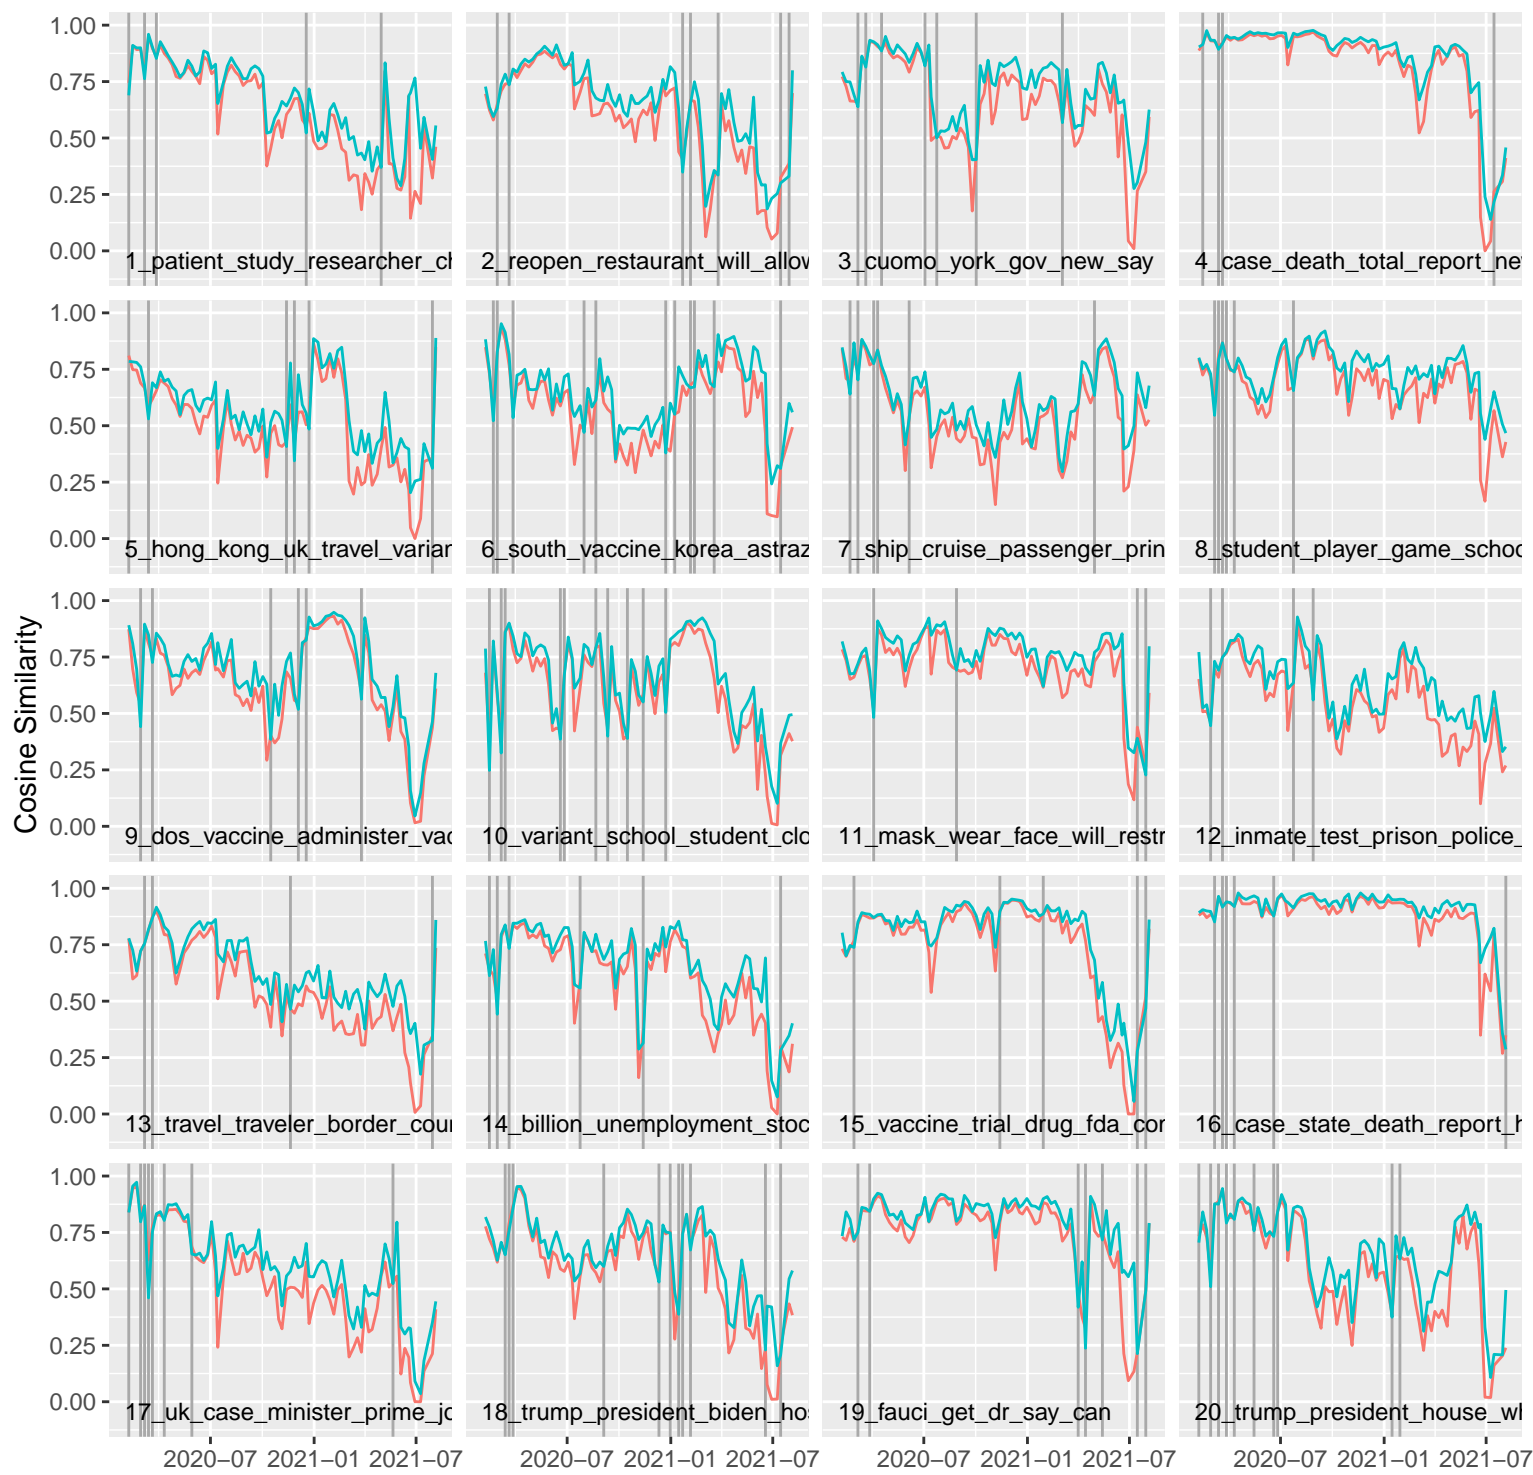 1.00
0.75
0.50
0.25
0.00
1_patient_study_researcher_ch
2_reopen_restaurant_will_allow
3_cuomo_york_gov_new_say
4_case_death_total_report_new
1.00
0.75
0.50
0.25
0.00
5_hong_kong_uk_travel_varian
6_south_vaccine_korea_astraz
7_ship_cruise_passenger_prin
8_student_player_game_schoo
Cosine Similarity
1.00
0.75
0.50
0.25
0.00
9_dos_vaccine_administer_vac
10_variant_school_student_clo
11_mask_wear_face_will_restr
12_inmate_test_prison_police_
1.00
0.75
0.50
0.25
0.00
13_travel_traveler_border_cour
14_billion_unemployment_stoc
15_vaccine_trial_drug_fda_cor
16_case_state_death_report_h
1.00
0.75
0.50
0.25
0.00
17_uk_case_minister_prime_jo
18_trump_president_biden_hos
19_fauci_get_dr_say_can
20_trump_president_house_wh
2020−07 2021−01 2021−07
2020−07 2021−01 2021−07
2020−07 2021−01 2021−07
2020−07 2021−01 2021−07